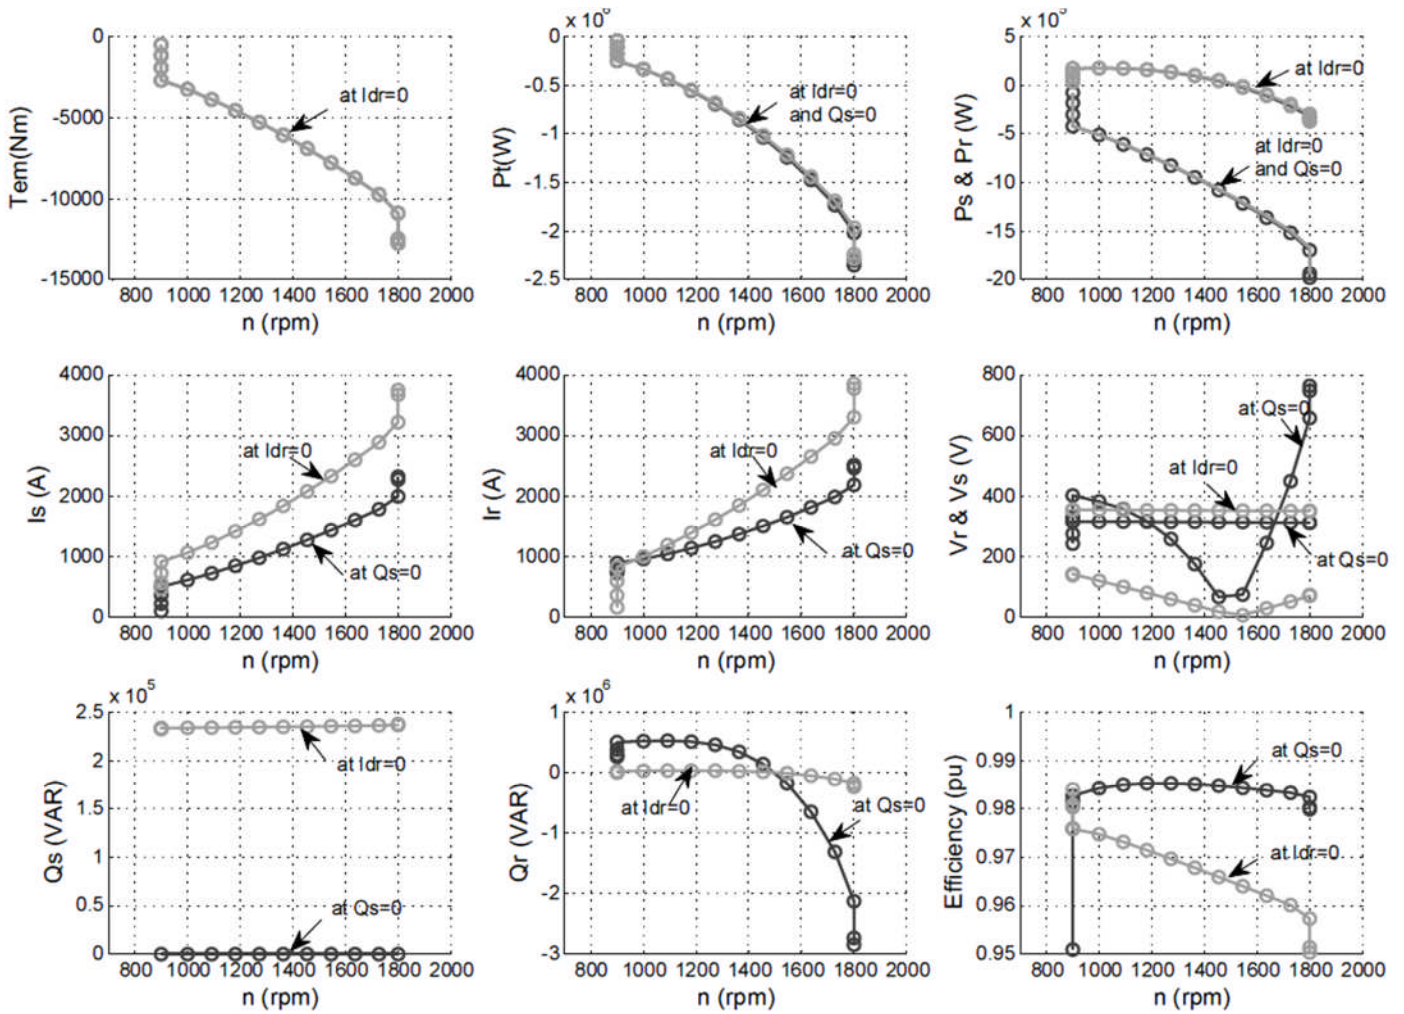 0
-5000
-10000
-15000
Tem(Nm)
at Idr=0
800 1000 1200 1400 1600 1800 2000
n (rpm)
x 10^6
0
-0.5
-1
-1.5
-2
-2.5
Pt(W)
at Idr=0
and Qs=0
800 1000 1200 1400 1600 1800 2000
n (rpm)
x 10^5
5
0
-5
-10
-15
-20
Ps & Pr (W)
at Idr=0
at Idr=0
and Qs=0
800 1000 1200 1400 1600 1800 2000
n (rpm)
4000
3000
2000
1000
0
Is (A)
at Idr=0
at Qs=0
800 1000 1200 1400 1600 1800 2000
n (rpm)
4000
3000
2000
1000
0
Ir (A)
at Idr=0
at Qs=0
800 1000 1200 1400 1600 1800 2000
n (rpm)
800
600
400
200
0
Vr & Vs (V)
at Qs=0
at Idr=0
at Qs=0
800 1000 1200 1400 1600 1800 2000
n (rpm)
x 10^5
2.5
2
1.5
1
0.5
0
Qs (VAR)
at Idr=0
at Qs=0
800 1000 1200 1400 1600 1800 2000
n (rpm)
x 10^6
1
0
-1
-2
-3
Qr (VAR)
at Idr=0
at Qs=0
800 1000 1200 1400 1600 1800 2000
n (rpm)
1
0.99
0.98
0.97
0.96
0.95
Efficiency (pu)
at Qs=0
at Idr=0
800 1000 1200 1400 1600 1800 2000
n (rpm)